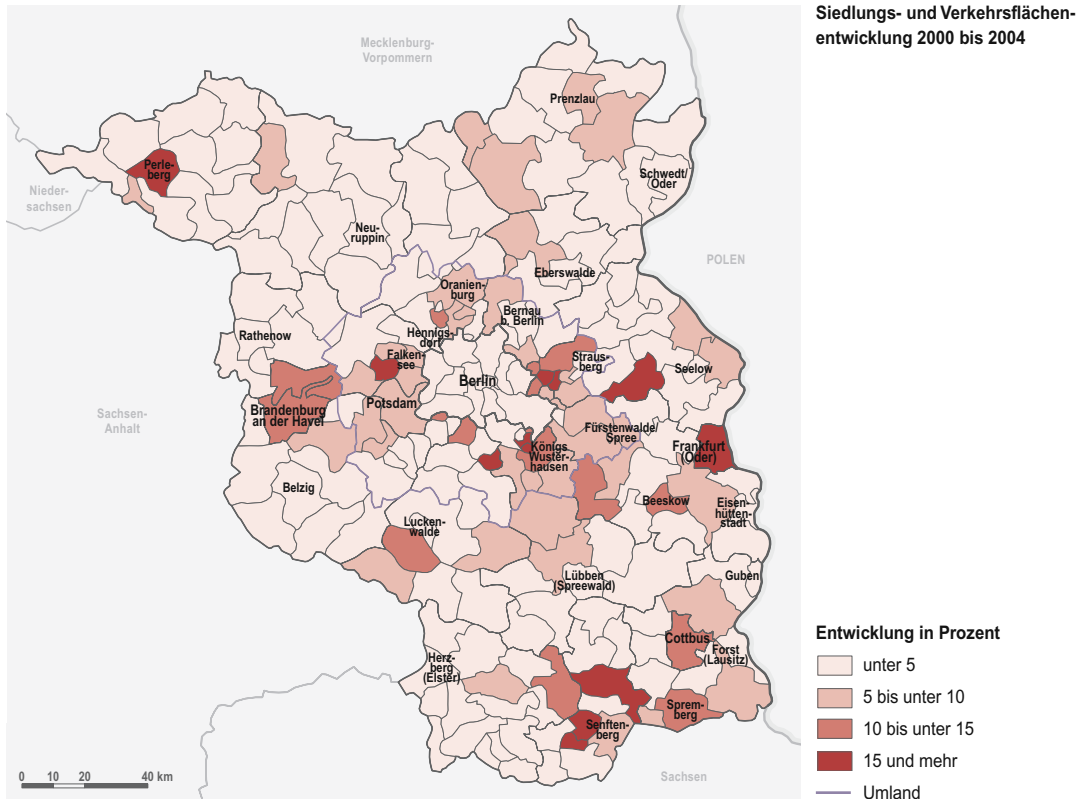 Siedlungs- und Verkehrsflächen-
entwicklung 2000 bis 2004
Mecklenburg-
Vorpommern
Prenzlau
Perle-
berg
Schwedt/
Oder
Nieder-
sachsen
Neu-
ruppin
POLEN
Eberswalde
Oranien-
burg
Bernau
b. Berlin
Rathenow
Hennigs-
dorf
Falken-
see
Straus-
berg
Seelow
Berlin
Sachsen-
Anhalt
Brandenburg
an der Havel
Potsdam
Fürstenwalde/
Spree
Frankfurt
(Oder)
Königs
Wuster-
hausen
Belzig
Beeskow
Eisen-
hütten-
stadt
Lucken-
walde
Lübben
(Spreewald)
Guben
Cottbus
Forst
(Lausitz)
Herz-
berg
(Elster)
Sprem-
berg
Senften-
berg
Sachsen
0 10 20 40 km
Entwicklung in Prozent
unter 5
5 bis unter 10
10 bis unter 15
15 und mehr
Umland